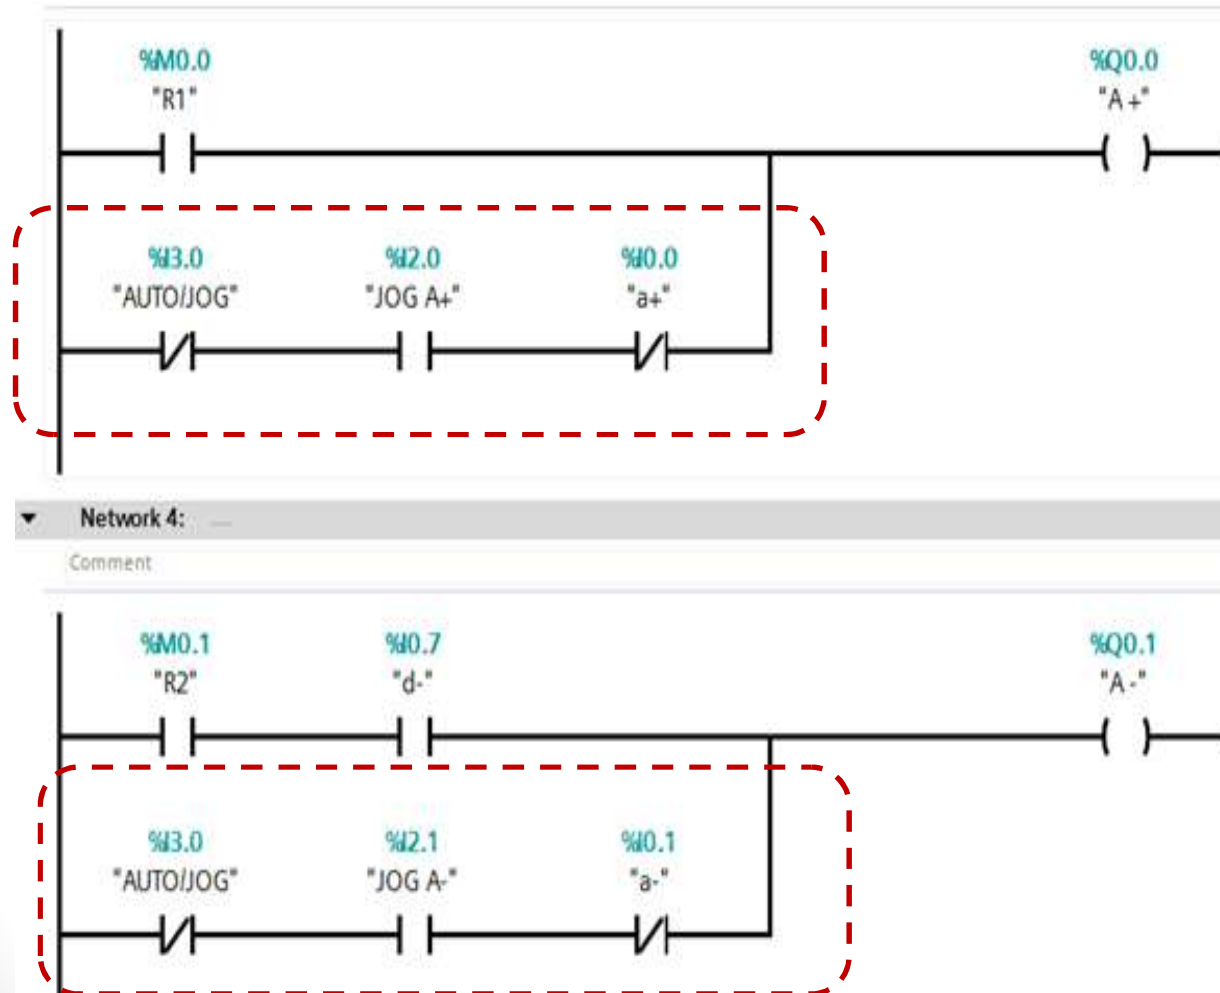 %M0.0 %Q0.0
"R1" "A +"
%I3.0 %I2.0 %I0.0
"AUTO/JOG" "JOG A+" "a+"
Network 4: ....
Comment
%M0.1 %I0.7 %Q0.1
"R2" "d-" "A -"
%I3.0 %I2.1 %I0.1
"AUTO/JOG" "JOG A-" "a-"